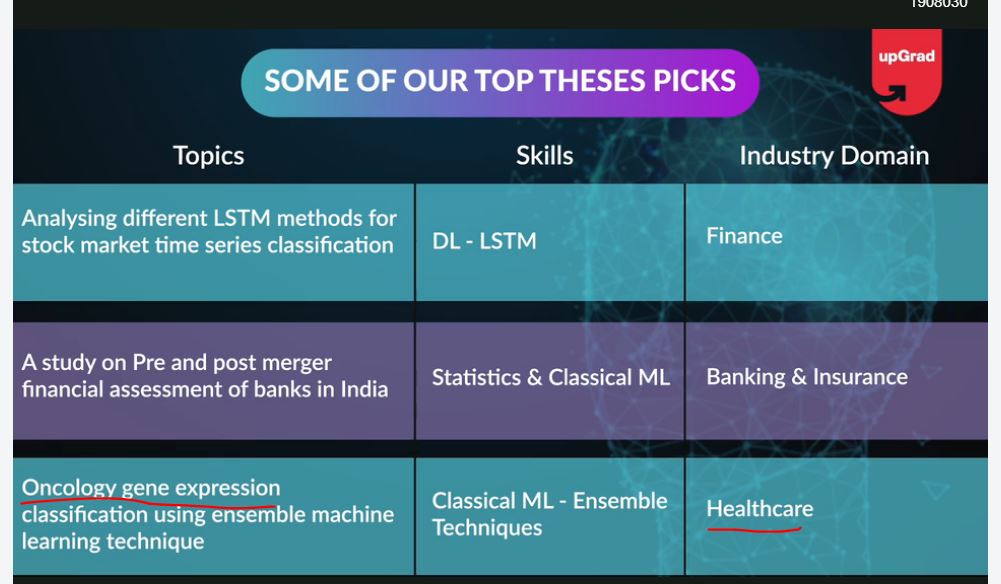 1908030
upGrad
SOME OF OUR TOP THESES PICKS
Topics
Skills
Industry Domain
Analysing different LSTM methods for
stock market time series classification
DL - LSTM
Finance
A study on Pre and post merger
financial assessment of banks in India
Statistics & Classical ML
Banking & Insurance
Oncology gene expression
classification using ensemble machine
learning technique
Classical ML - Ensemble
Techniques
Healthcare